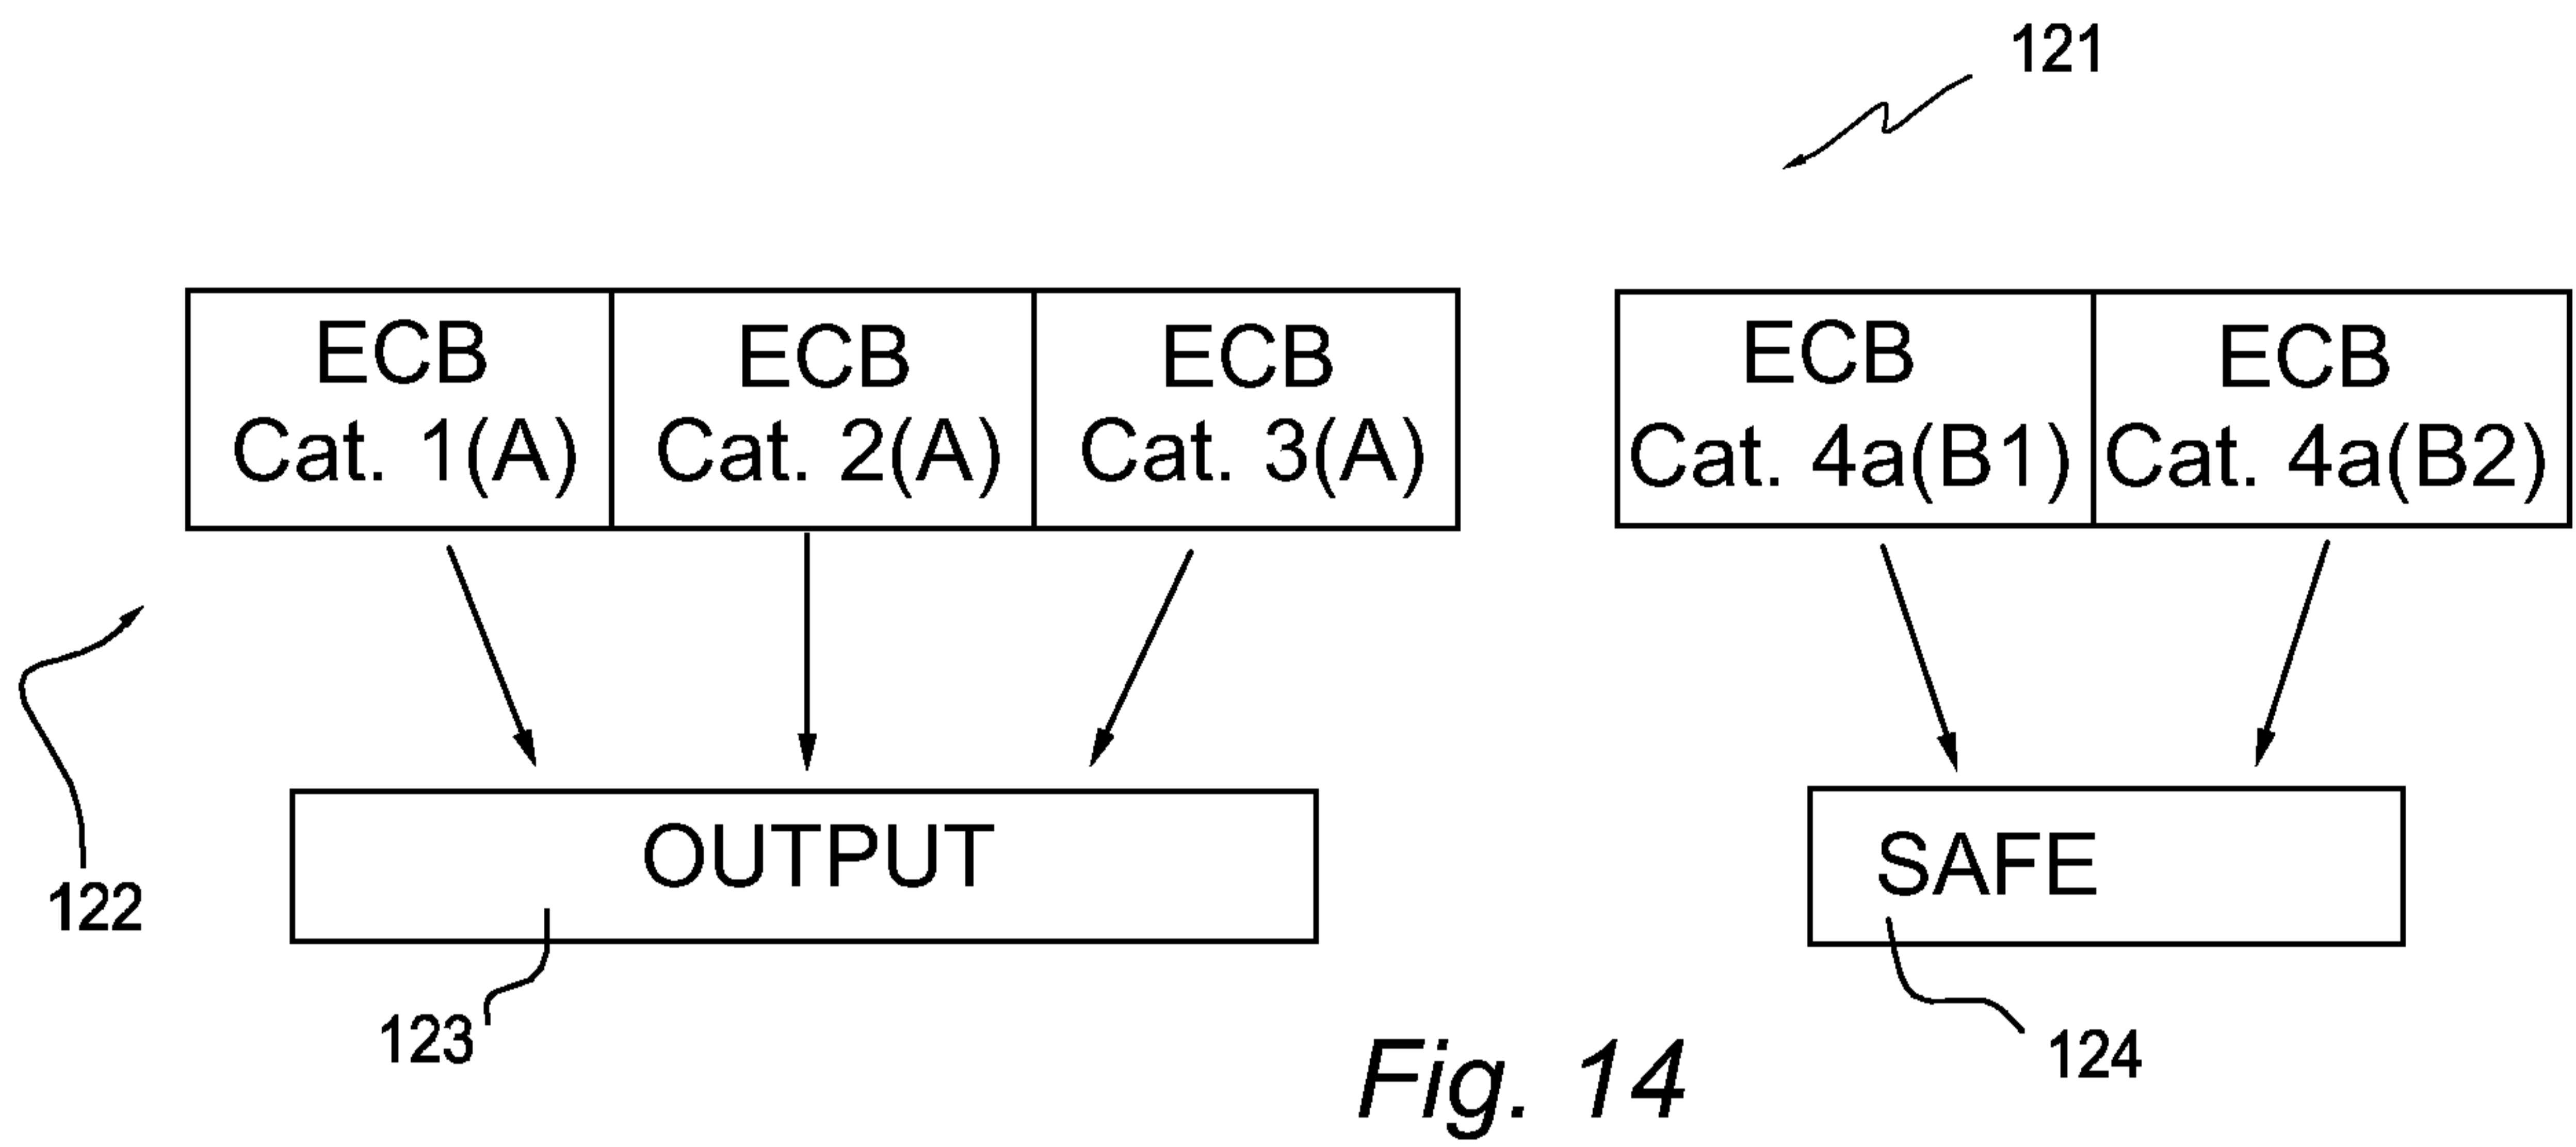 121
ECB
Cat. 1(A)
ECB
Cat. 2(A)
ECB
Cat. 3(A)
ECB
Cat. 4a(B1)
ECB
Cat. 4a(B2)
122
OUTPUT
SAFE
123
124
Fig. 14